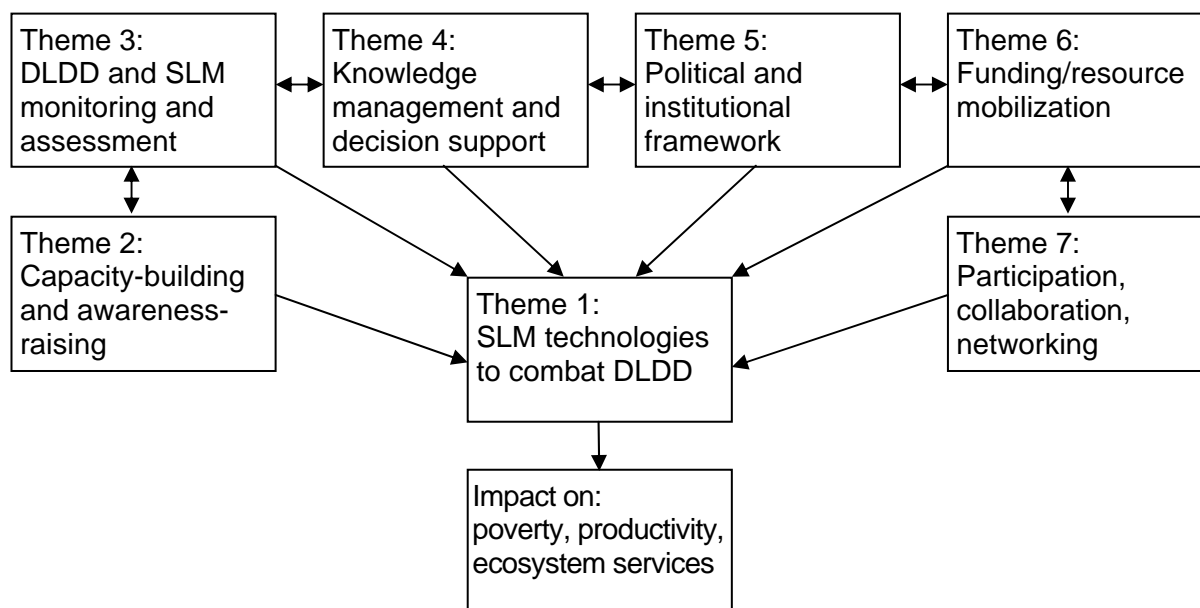 Theme 3:
DLDD and SLM
monitoring and
assessment
Theme 4:
Knowledge
management and
decision support
Theme 5:
Political and
institutional
framework
Theme 6:
Funding/resource
mobilization
Theme 2:
Capacity-building
and awareness-
raising
Theme 1:
SLM technologies
to combat DLDD
Theme 7:
Participation,
collaboration,
networking
Impact on:
poverty, productivity,
ecosystem services